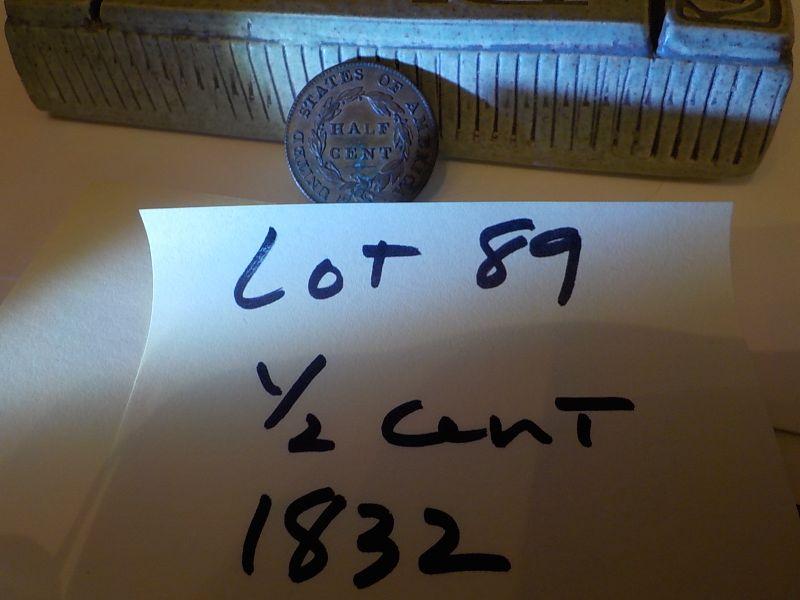 UNITED STATES OF AMERICA
HALF
CENT
Lot 89
1/2 cent
1832